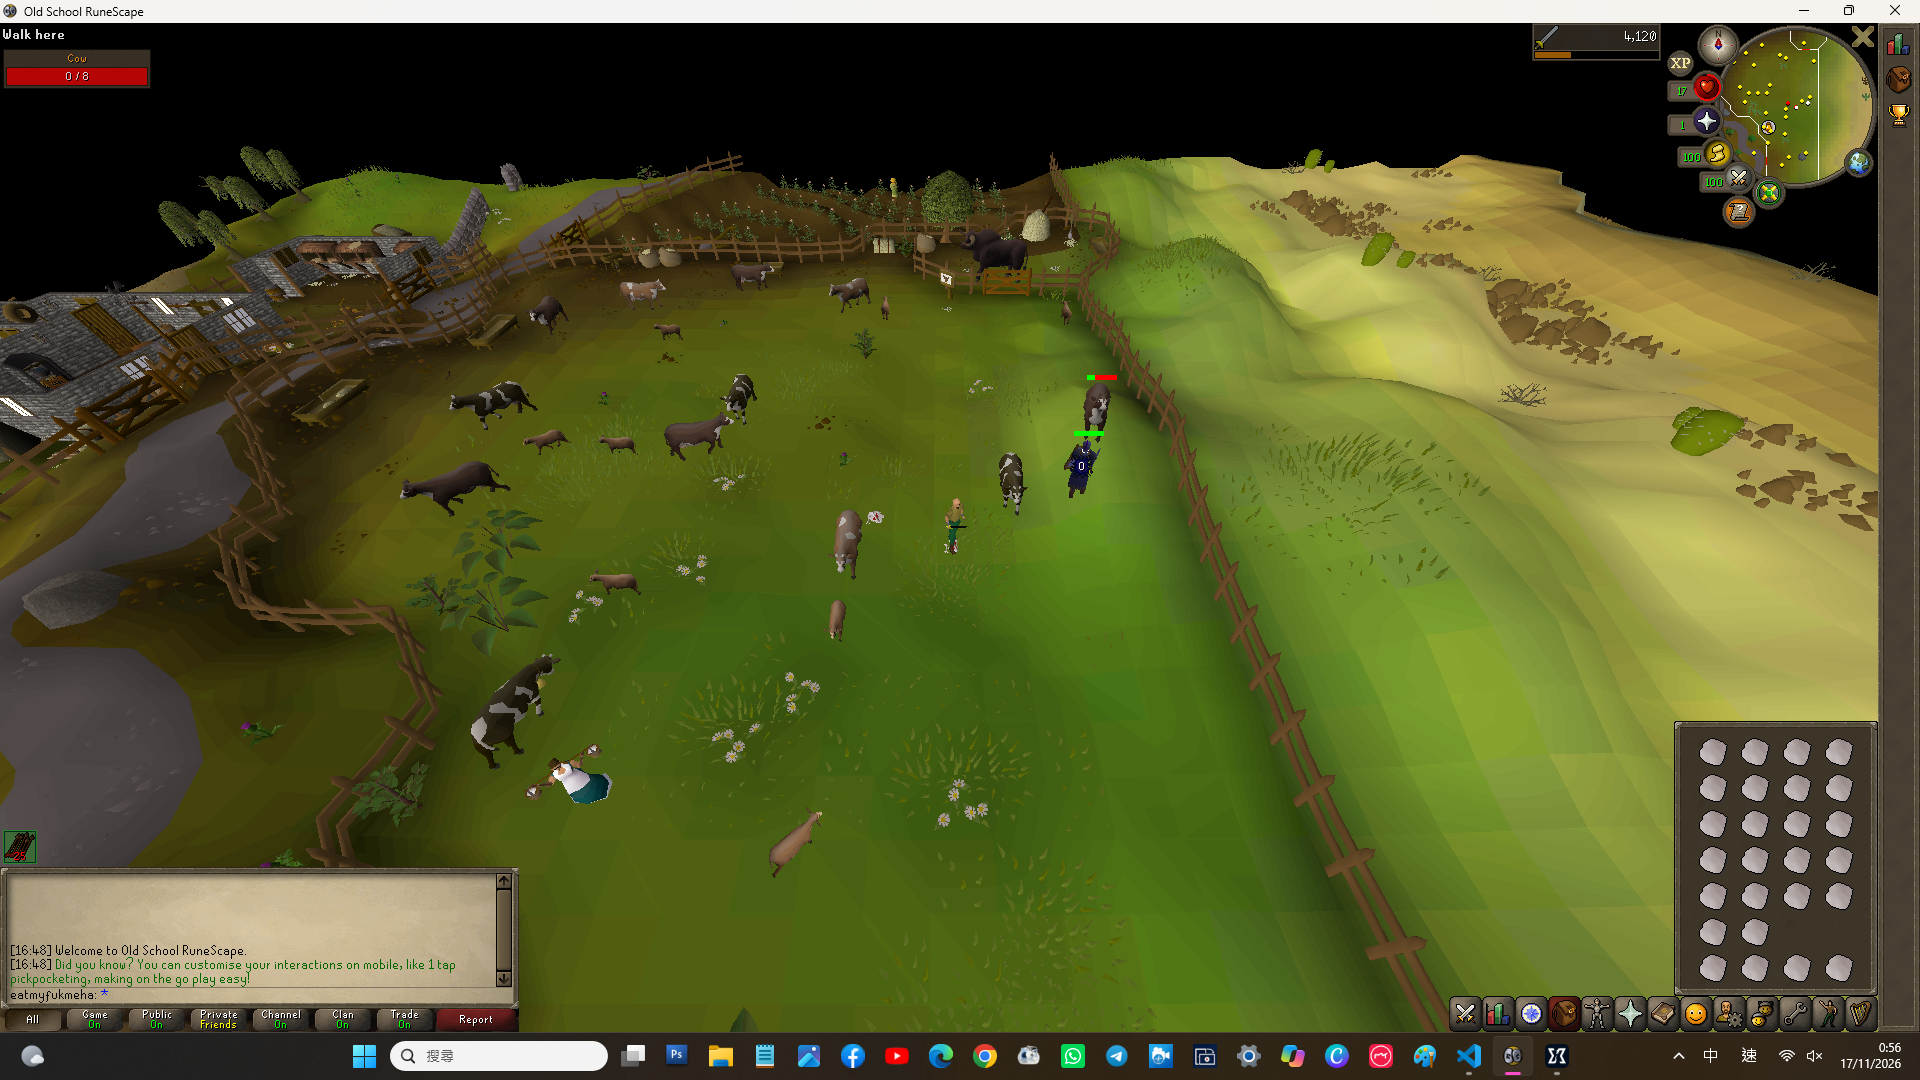 Old School RuneScape
Walk here
Cow
0 / 8
4,120
N
XP
17
1
100
100
0
23
[16:48] Welcome to Old School RuneScape.
[16:48] Did you know? You can customise your interactions on mobile, like 1 tap
pickpocketing, making on the go play easy!
eatmyfukmeha: *
All
Game
On
Public
On
Private
Friends
Channel
On
Clan
On
Trade
On
Report
搜尋
Ps
中
速
0:56
17/11/2026